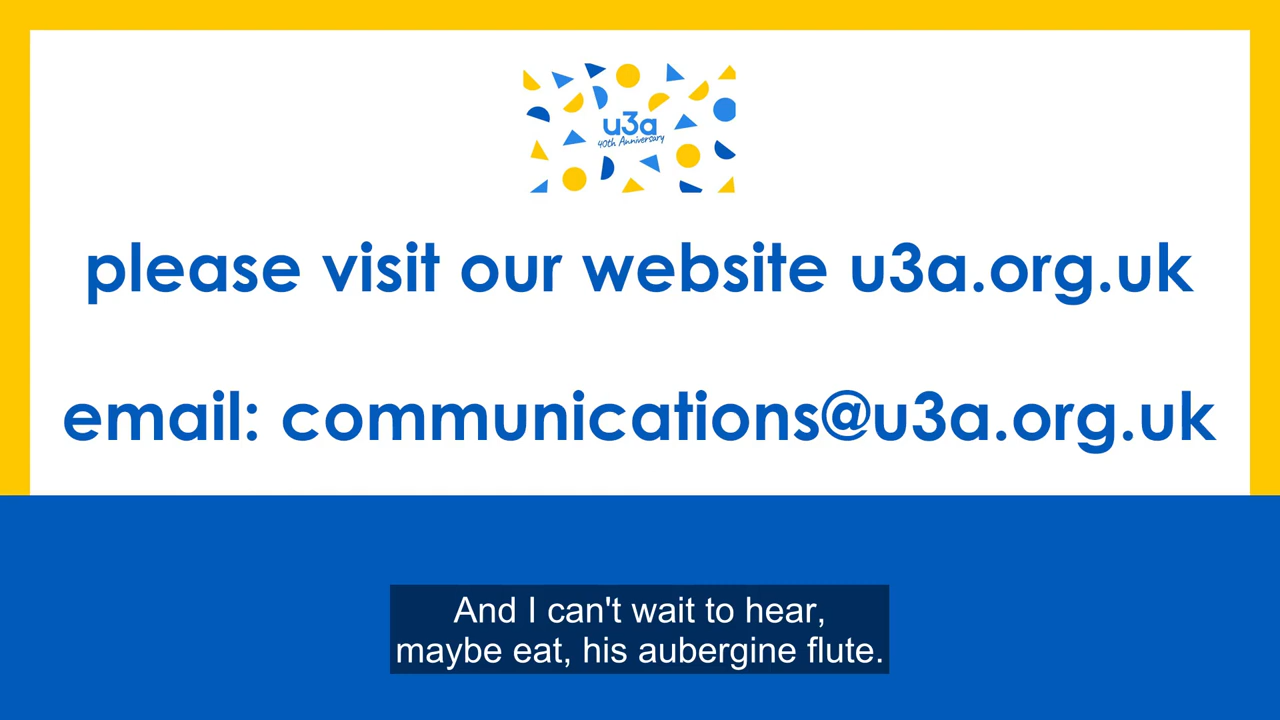 u3a
40th Anniversary
please visit our website u3a.org.uk
email: communications@u3a.org.uk
And I can't wait to hear,
maybe eat, his aubergine flute.